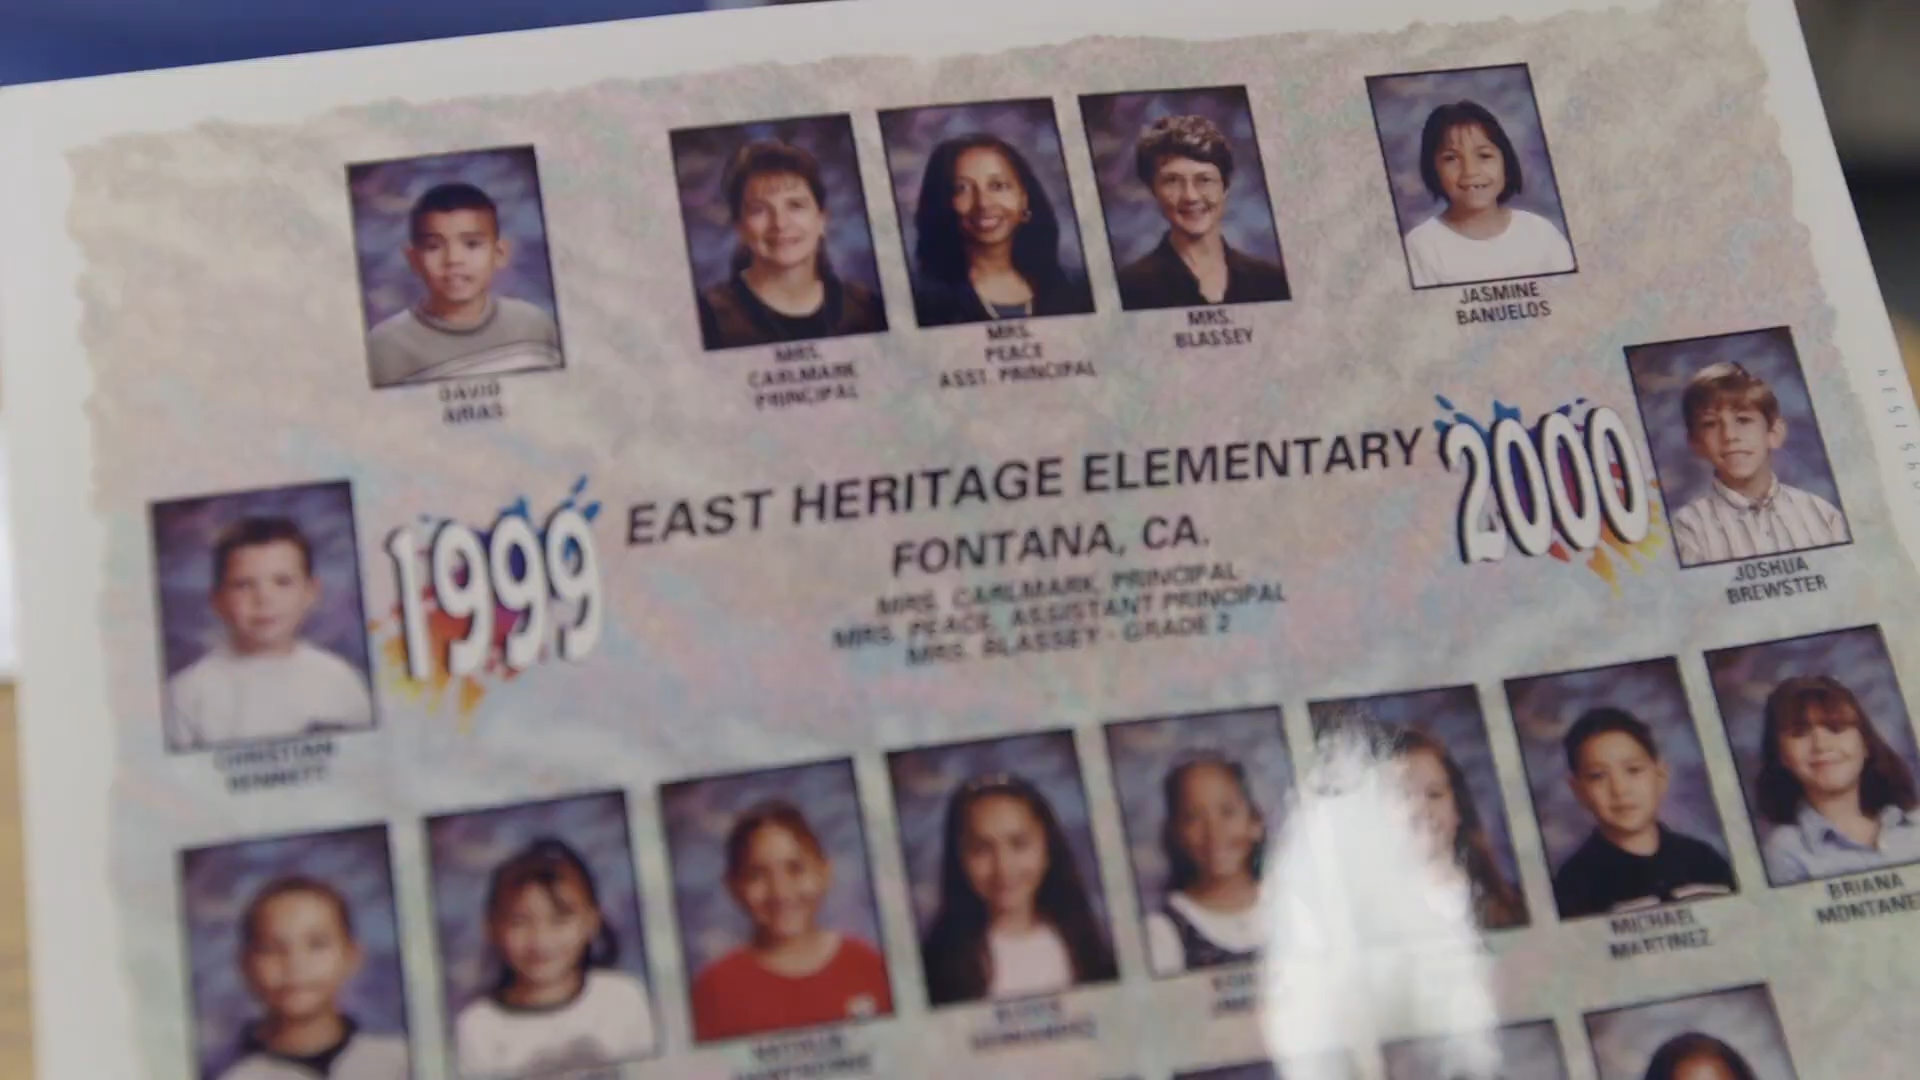 DAVID
ARIAS
MRS.
CARLMARK
PRINCIPAL
MRS.
PEACE
ASST. PRINCIPAL
MRS.
BLASSEY
JASMINE
BANUELOS
1999
EAST HERITAGE ELEMENTARY
2000
FONTANA, CA.
MRS. CARLMARK, PRINCIPAL
MRS. PEACE, ASSISTANT PRINCIPAL
MRS. BLASSEY - GRADE 2
JOSHUA
BREWSTER
CHRISTIAN
BENNETT
MICHAEL
MARTINEZ
BRIANA
MONTANE